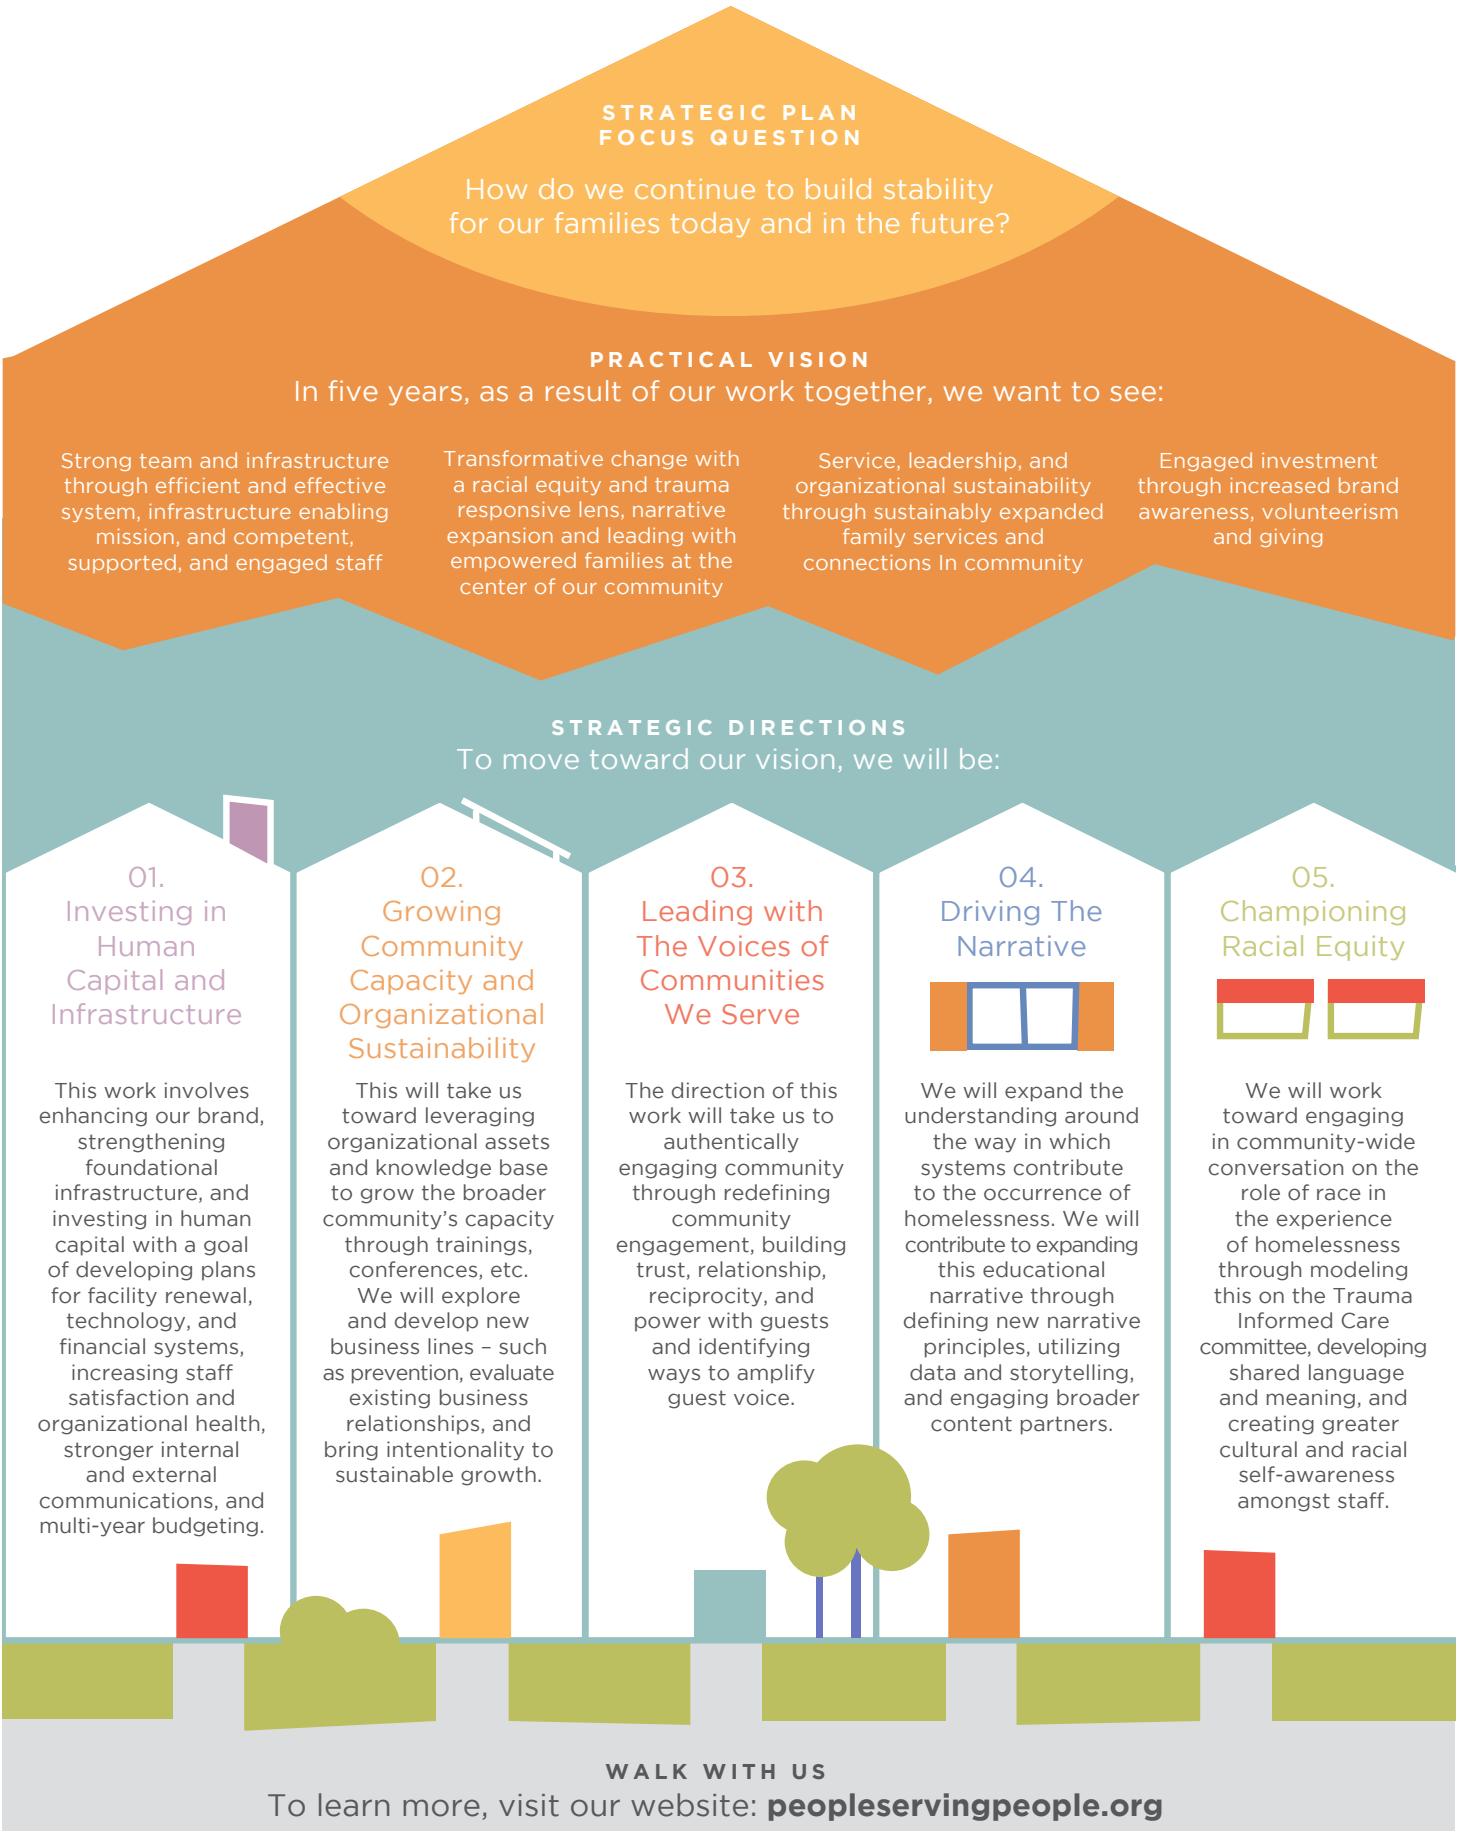 STRATEGIC PLAN
FOCUS QUESTION
How do we continue to build stability
for our families today and in the future?
PRACTICAL VISION
In five years, as a result of our work together, we want to see:
Strong team and infrastructure
through efficient and effective
system, infrastructure enabling
mission, and competent,
supported, and engaged staff
Transformative change with
a racial equity and trauma
responsive lens, narrative
expansion and leading with
empowered families at the
center of our community
Service, leadership, and
organizational sustainability
through sustainably expanded
family services and
connections In community
Engaged investment
through increased brand
awareness, volunteerism
and giving
STRATEGIC DIRECTIONS
To move toward our vision, we will be:
01.
Investing in
Human
Capital and
Infrastructure
This work involves
enhancing our brand,
strengthening
foundational
infrastructure, and
investing in human
capital with a goal
of developing plans
for facility renewal,
technology, and
financial systems,
increasing staff
satisfaction and
organizational health,
stronger internal
and external
communications, and
multi-year budgeting.
02.
Growing
Community
Capacity and
Organizational
Sustainability
This will take us
toward leveraging
organizational assets
and knowledge base
to grow the broader
community’s capacity
through trainings,
conferences, etc.
We will explore
and develop new
business lines – such
as prevention, evaluate
existing business
relationships, and
bring intentionality to
sustainable growth.
03.
Leading with
The Voices of
Communities
We Serve
The direction of this
work will take us to
authentically
engaging community
through redefining
community
engagement, building
trust, relationship,
reciprocity, and
power with guests
and identifying
ways to amplify
guest voice.
04.
Driving The
Narrative
We will expand the
understanding around
the way in which
systems contribute
to the occurrence of
homelessness. We will
contribute to expanding
this educational
narrative through
defining new narrative
principles, utilizing
data and storytelling,
and engaging broader
content partners.
05.
Championing
Racial Equity
We will work
toward engaging
in community-wide
conversation on the
role of race in
the experience
of homelessness
through modeling
this on the Trauma
Informed Care
committee, developing
shared language
and meaning, and
creating greater
cultural and racial
self-awareness
amongst staff.
WALK WITH US
To learn more, visit our website: peopleservingpeople.org